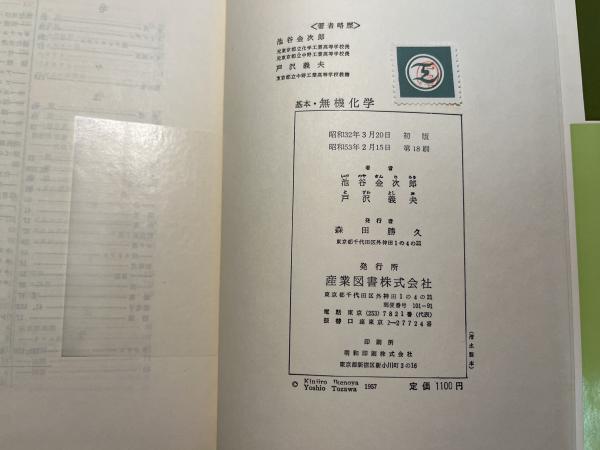 <著者略歴>
池谷金次郎
元東京都立化学工業高等学校長
元東京都立中野工業高等学校長
戸沢義夫
東京都立中野工業高等学校教諭
基本・無機化学
昭和32年3月20日 初版
昭和53年2月15日 第18刷
著者
池谷金次郎
戸沢義夫
発行者
森田勝久
東京都千代田区外神田1の4の21
発行所
産業図書株式会社
東京都千代田区外神田1の4の21
郵便番号 101-91
電話 東京 (253) 7821番 (代表)
振替口座 東京 2-27724番
印刷所
明和印刷株式会社
東京都新宿区新小川町2の16
© Kinjiro Ikenoya
Yoshio Tozawa 1957
定価 1100円
(清水製本)